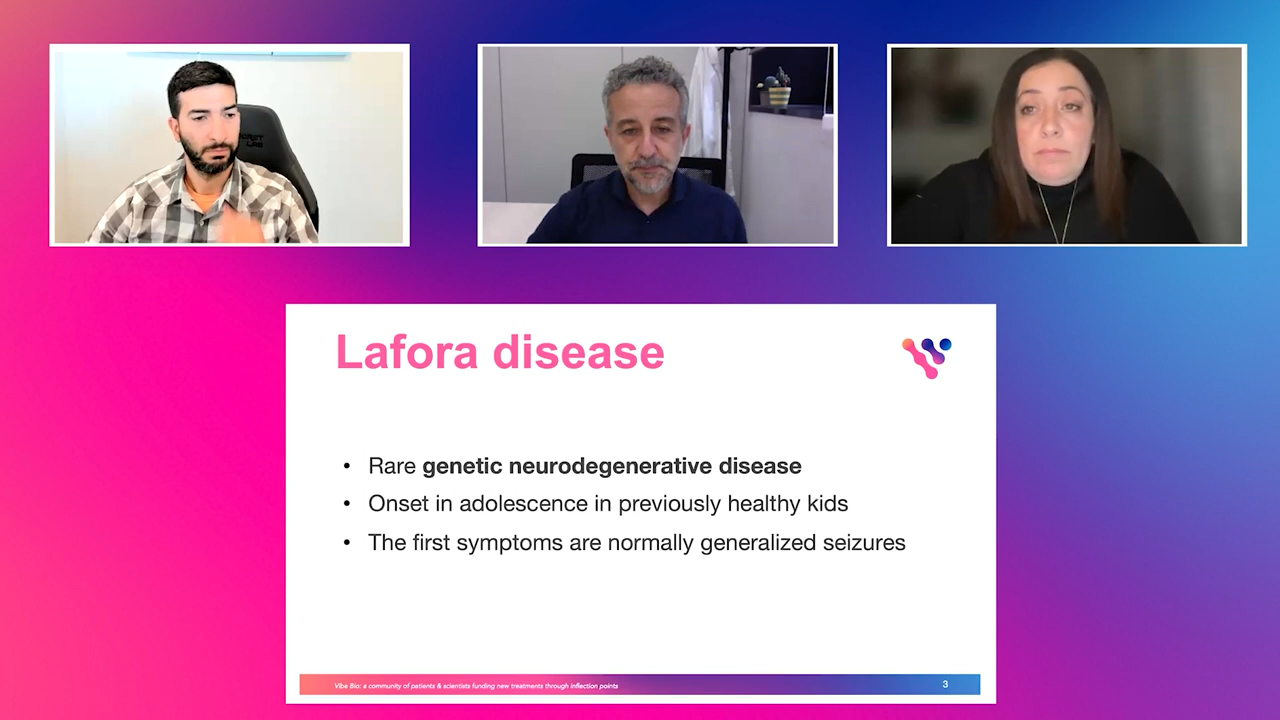 Lafora disease
• Rare genetic neurodegenerative disease
• Onset in adolescence in previously healthy kids
• The first symptoms are normally generalized seizures
Vibe Bio: a community of patients & scientists funding new treatments through inflection points
3